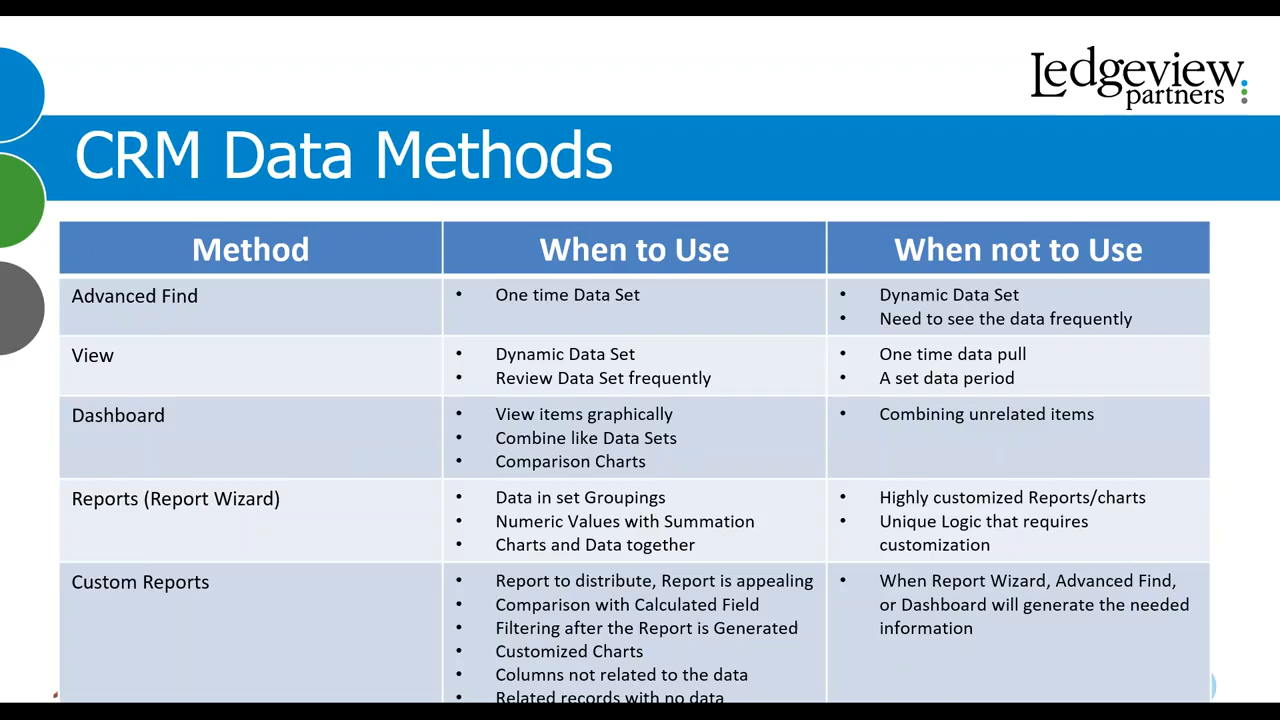 Ledgeview
partners
CRM Data Methods
Method
When to Use
When not to Use
Advanced Find
• One time Data Set
• Dynamic Data Set
• Need to see the data frequently
View
• Dynamic Data Set
• Review Data Set frequently
• One time data pull
• A set data period
Dashboard
• View items graphically
• Combine like Data Sets
• Comparison Charts
• Combining unrelated items
Reports (Report Wizard)
• Data in set Groupings
• Numeric Values with Summation
• Charts and Data together
• Highly customized Reports/charts
• Unique Logic that requires
customization
Custom Reports
• Report to distribute, Report is appealing
• Comparison with Calculated Field
• Filtering after the Report is Generated
• Customized Charts
• Columns not related to the data
• Related records with no data
• When Report Wizard, Advanced Find,
or Dashboard will generate the needed
information